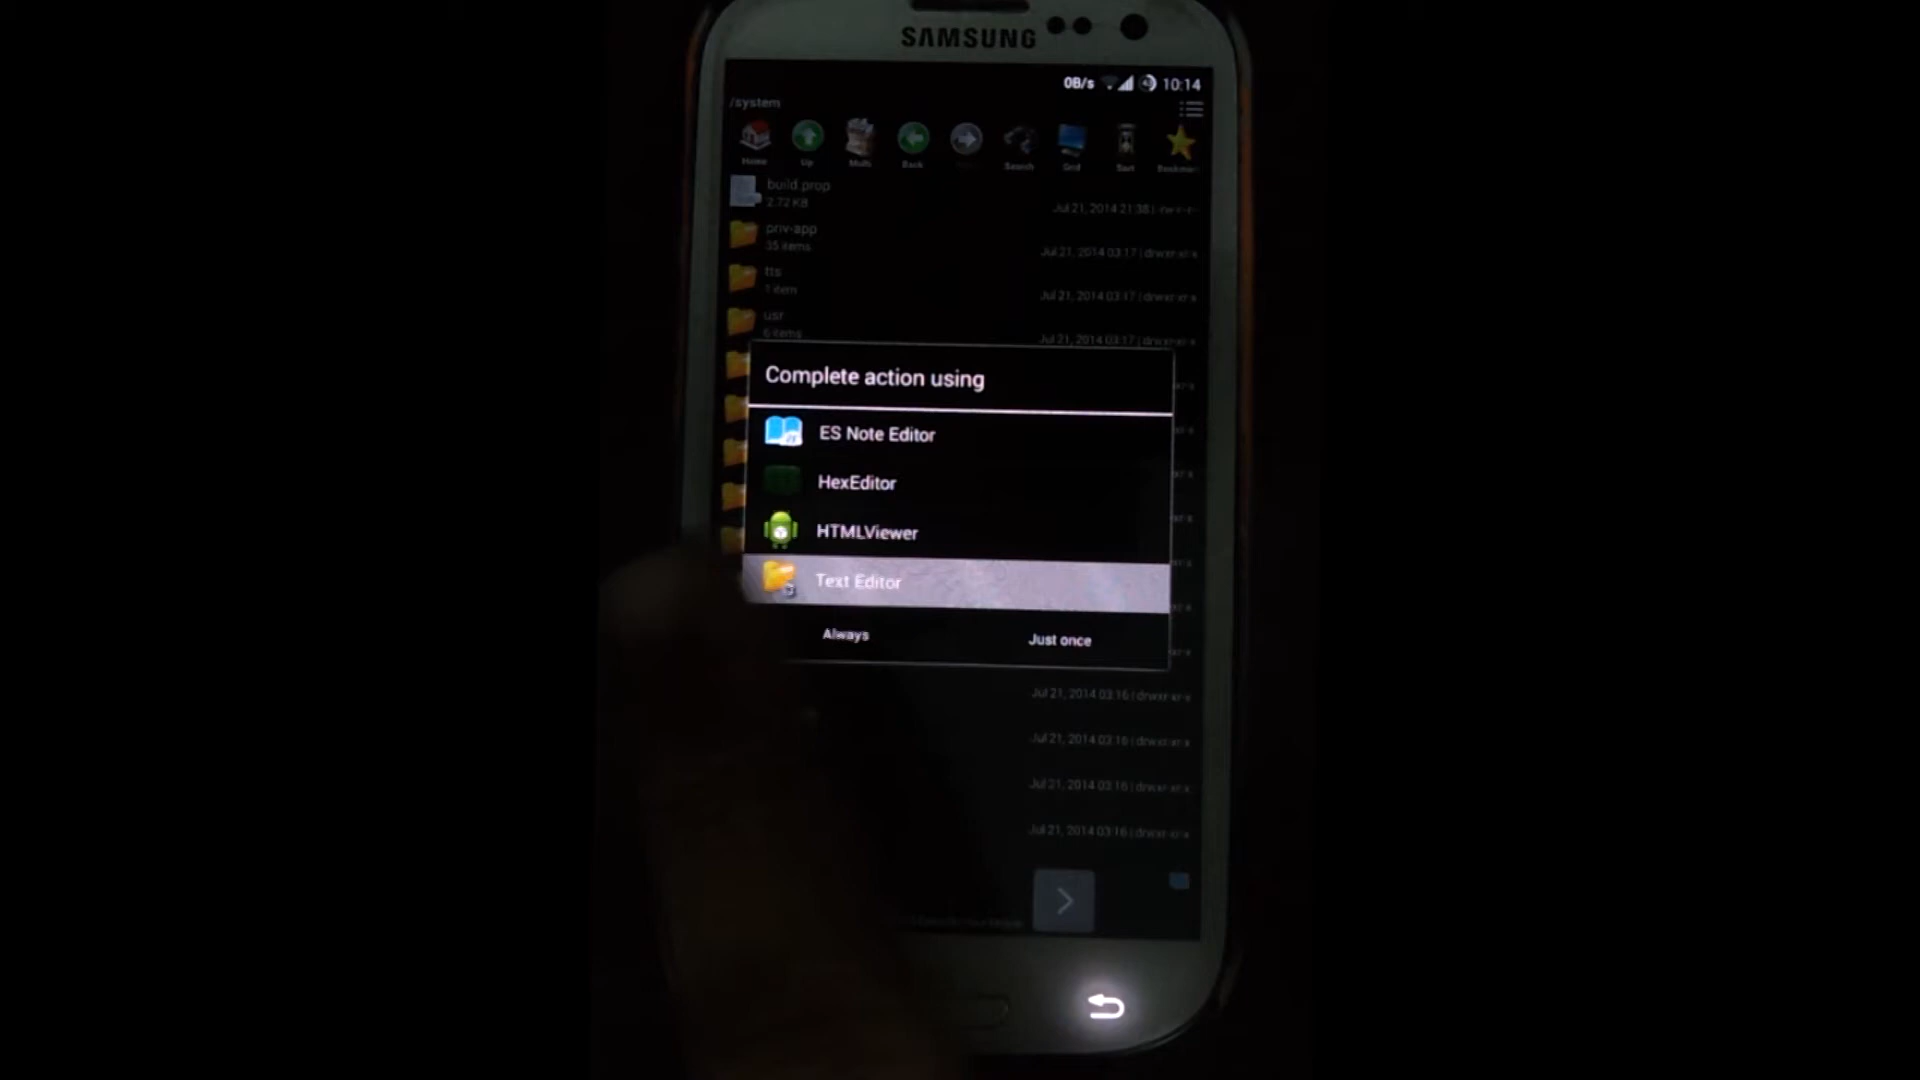 SAMSUNG
0B/s 10:14
/system
Home Up Multi Back Search Grid Sort Bookmar
build.prop
2.72 KB
Jul 21, 2014 21:38 |
priv-app
35 items
Jul 21, 2014 03:17 | drwxr-xr-x
tts
1 item
Jul 21, 2014 03:17 | drwxr-xr-x
usr
6 items
Jul 21, 2014 03:17 | drwxr-xr-x
Complete action using
ES Note Editor
HexEditor
HTMLViewer
Text Editor
Always Just once
Jul 21, 2014 03:16 | drwxr-xr-x
Jul 21, 2014 03:16 | drwxr-xr-x
Jul 21, 2014 03:16 | drwxr-xr-x
Jul 21, 2014 03:16 | drwxr-xr-x